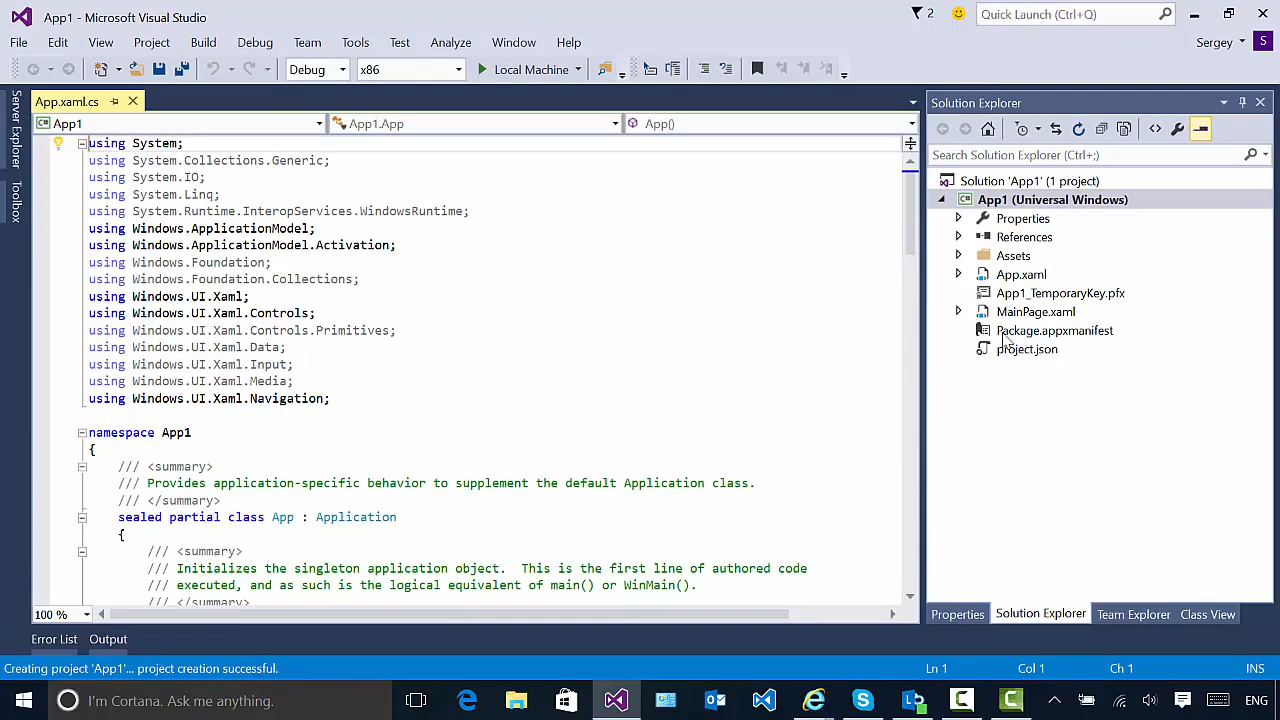 App1 - Microsoft Visual Studio
2
Quick Launch (Ctrl+Q)
File Edit View Project Build Debug Team Tools Test Analyze Window Help
Sergey S
Debug x86 Local Machine
Server Explorer
Toolbox
App.xaml.cs
App1 App1.App App()
using System;
using System.Collections.Generic;
using System.IO;
using System.Linq;
using System.Runtime.InteropServices.WindowsRuntime;
using Windows.ApplicationModel;
using Windows.ApplicationModel.Activation;
using Windows.Foundation;
using Windows.Foundation.Collections;
using Windows.UI.Xaml;
using Windows.UI.Xaml.Controls;
using Windows.UI.Xaml.Controls.Primitives;
using Windows.UI.Xaml.Data;
using Windows.UI.Xaml.Input;
using Windows.UI.Xaml.Media;
using Windows.UI.Xaml.Navigation;
namespace App1
{
/// <summary>
/// Provides application-specific behavior to supplement the default Application class.
/// </summary>
sealed partial class App : Application
{
/// <summary>
/// Initializes the singleton application object.  This is the first line of authored code
/// executed, and as such is the logical equivalent of main() or WinMain().
/// </summary>
100 %
Solution Explorer
Search Solution Explorer (Ctrl+;)
Solution 'App1' (1 project)
C# App1 (Universal Windows)
Properties
References
Assets
App.xaml
App1_TemporaryKey.pfx
MainPage.xaml
Package.appxmanifest
project.json
Properties Solution Explorer Team Explorer Class View
Error List Output
Creating project 'App1'... project creation successful.
Ln 1 Col 1 Ch 1 INS
I'm Cortana. Ask me anything.
ENG